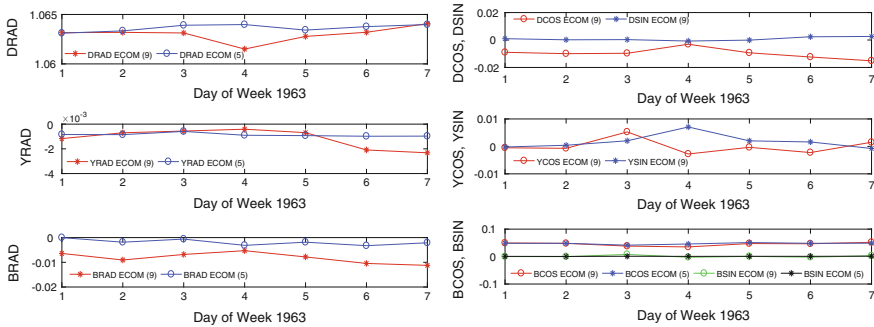 1.065
1.06
DRAD
DRAD ECOM (9) DRAD ECOM (5)
1 2 3 4 5 6 7
Day of Week 1963
×10⁻³
0
-2
-4
YRAD
YRAD ECOM (9) YRAD ECOM (5)
1 2 3 4 5 6 7
Day of Week 1963
0
-0.01
-0.02
BRAD
BRAD ECOM (9) BRAD ECOM (5)
1 2 3 4 5 6 7
Day of Week 1963
0.02
0
-0.02
DCOS, DSIN
DCOS ECOM (9) DSIN ECOM (9)
1 2 3 4 5 6 7
Day of Week 1963
0.01
0
-0.01
YCOS, YSIN
YCOS ECOM (9) YSIN ECOM (9)
1 2 3 4 5 6 7
Day of Week 1963
0.1
0
-0.1
BCOS, BSIN
BCOS ECOM (9) BCOS ECOM (5) BSIN ECOM (9) BSIN ECOM (5)
1 2 3 4 5 6 7
Day of Week 1963